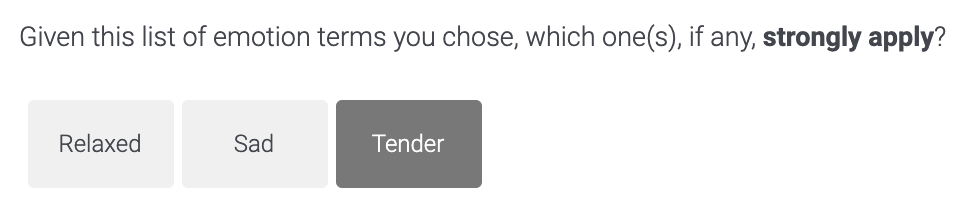 Given this list of emotion terms you chose, which one(s), if any, strongly apply?
Relaxed Sad Tender